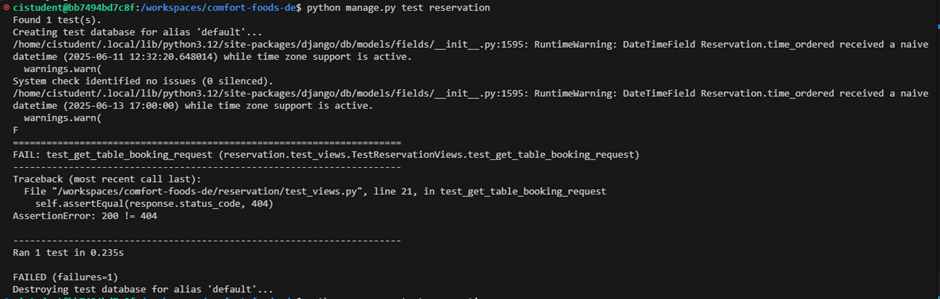 cistudent@bb7494bd7c8f:/workspaces/comfort-foods-de$ python manage.py test reservation
Found 1 test(s).
Creating test database for alias 'default'...
/home/cistudent/.local/lib/python3.12/site-packages/django/db/models/fields/__init__.py:1595: RuntimeWarning: DateTimeField Reservation.time_ordered received a naive
datetime (2025-06-11 12:32:20.648014) while time zone support is active.
  warnings.warn(
System check identified no issues (0 silenced).
/home/cistudent/.local/lib/python3.12/site-packages/django/db/models/fields/__init__.py:1595: RuntimeWarning: DateTimeField Reservation.time_ordered received a naive
datetime (2025-06-13 17:00:00) while time zone support is active.
  warnings.warn(
F
======================================================================
FAIL: test_get_table_booking_request (reservation.test_views.TestReservationViews.test_get_table_booking_request)
----------------------------------------------------------------------
Traceback (most recent call last):
  File "/workspaces/comfort-foods-de/reservation/test_views.py", line 21, in test_get_table_booking_request
    self.assertEqual(response.status_code, 404)
AssertionError: 200 != 404

----------------------------------------------------------------------
Ran 1 test in 0.235s

FAILED (failures=1)
Destroying test database for alias 'default'...